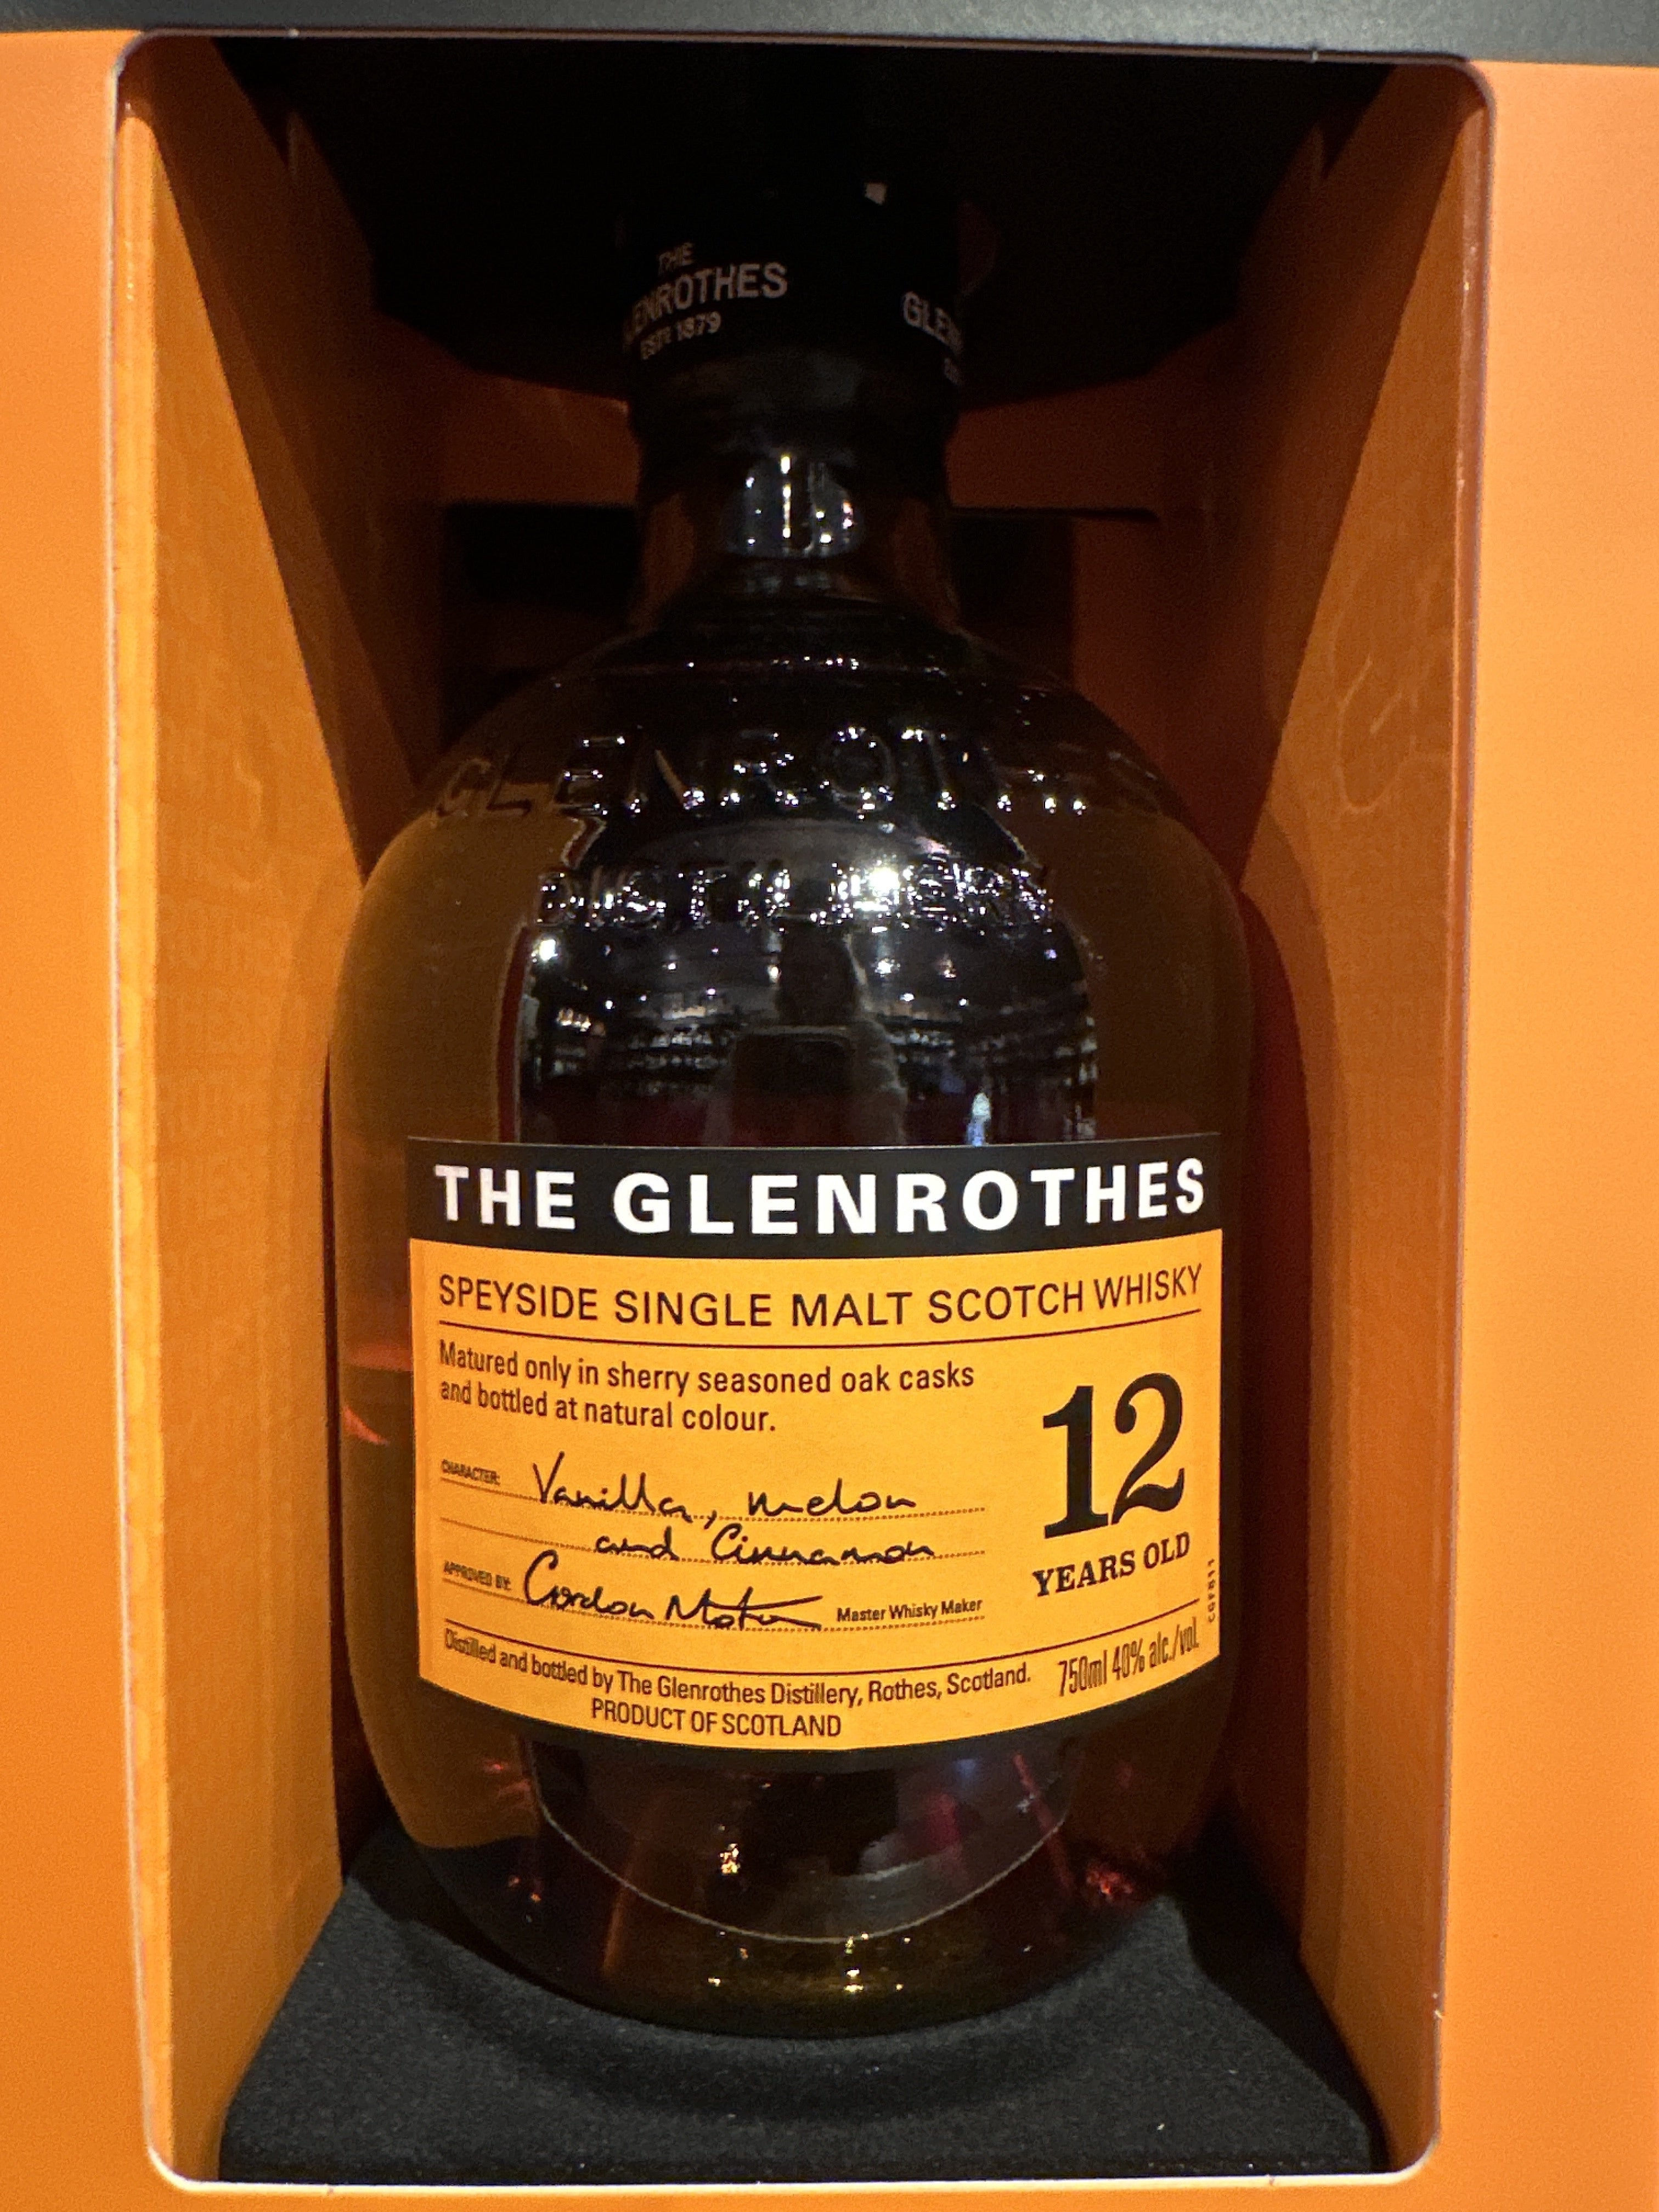 THE
GLENROTHES
ESTD 1879
GLENROTHES
DISTILLERY
THE GLENROTHES
SPEYSIDE SINGLE MALT SCOTCH WHISKY
Matured only in sherry seasoned oak casks
and bottled at natural colour.
12
YEARS OLD
CHARACTER: Vanilla, melon
and Cinnamon
APPROVED BY: Gordon Motion Master Whisky Maker
Distilled and bottled by The Glenrothes Distillery, Rothes, Scotland. 750ml 40% alc./vol.
PRODUCT OF SCOTLAND